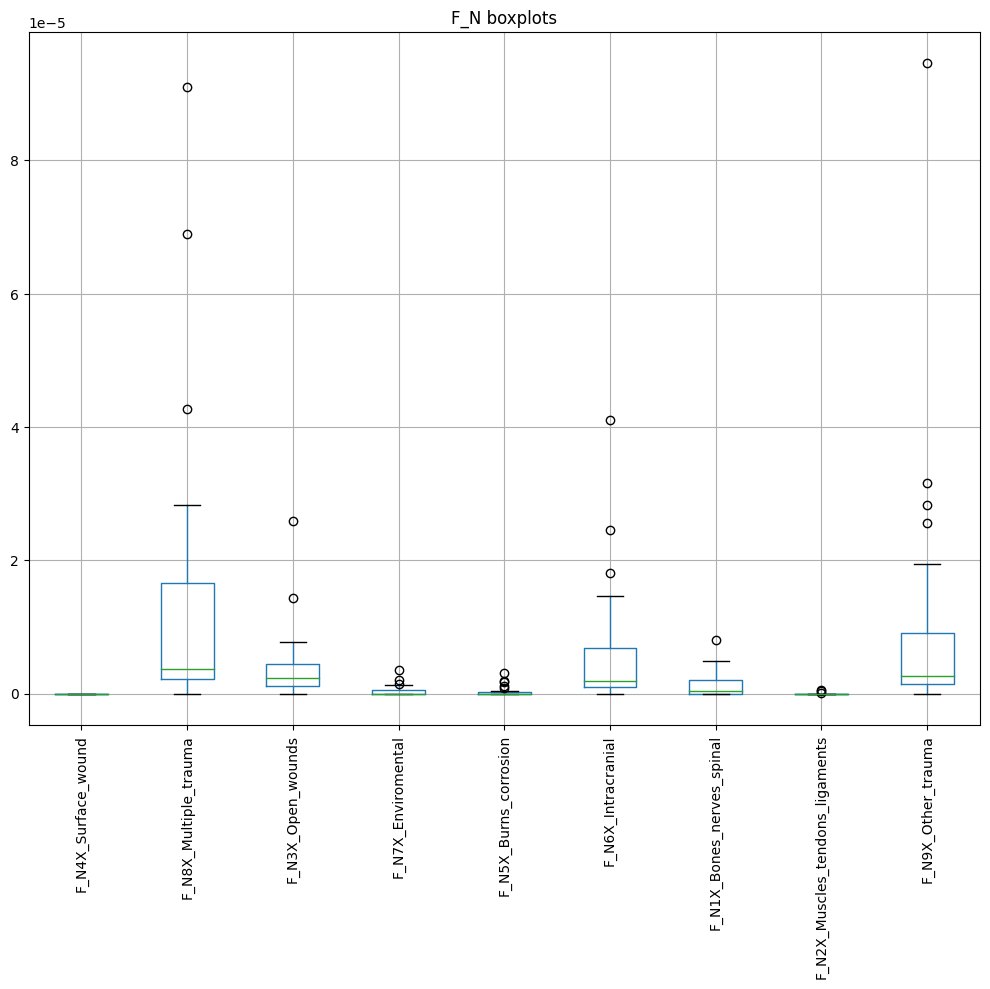 F_N boxplots
1e−5
8
6
4
2
0
F_N4X_Surface_wound
F_N8X_Multiple_trauma
F_N3X_Open_wounds
F_N7X_Enviromental
F_N5X_Burns_corrosion
F_N6X_Intracranial
F_N1X_Bones_nerves_spinal
F_N2X_Muscles_tendons_ligaments
F_N9X_Other_trauma